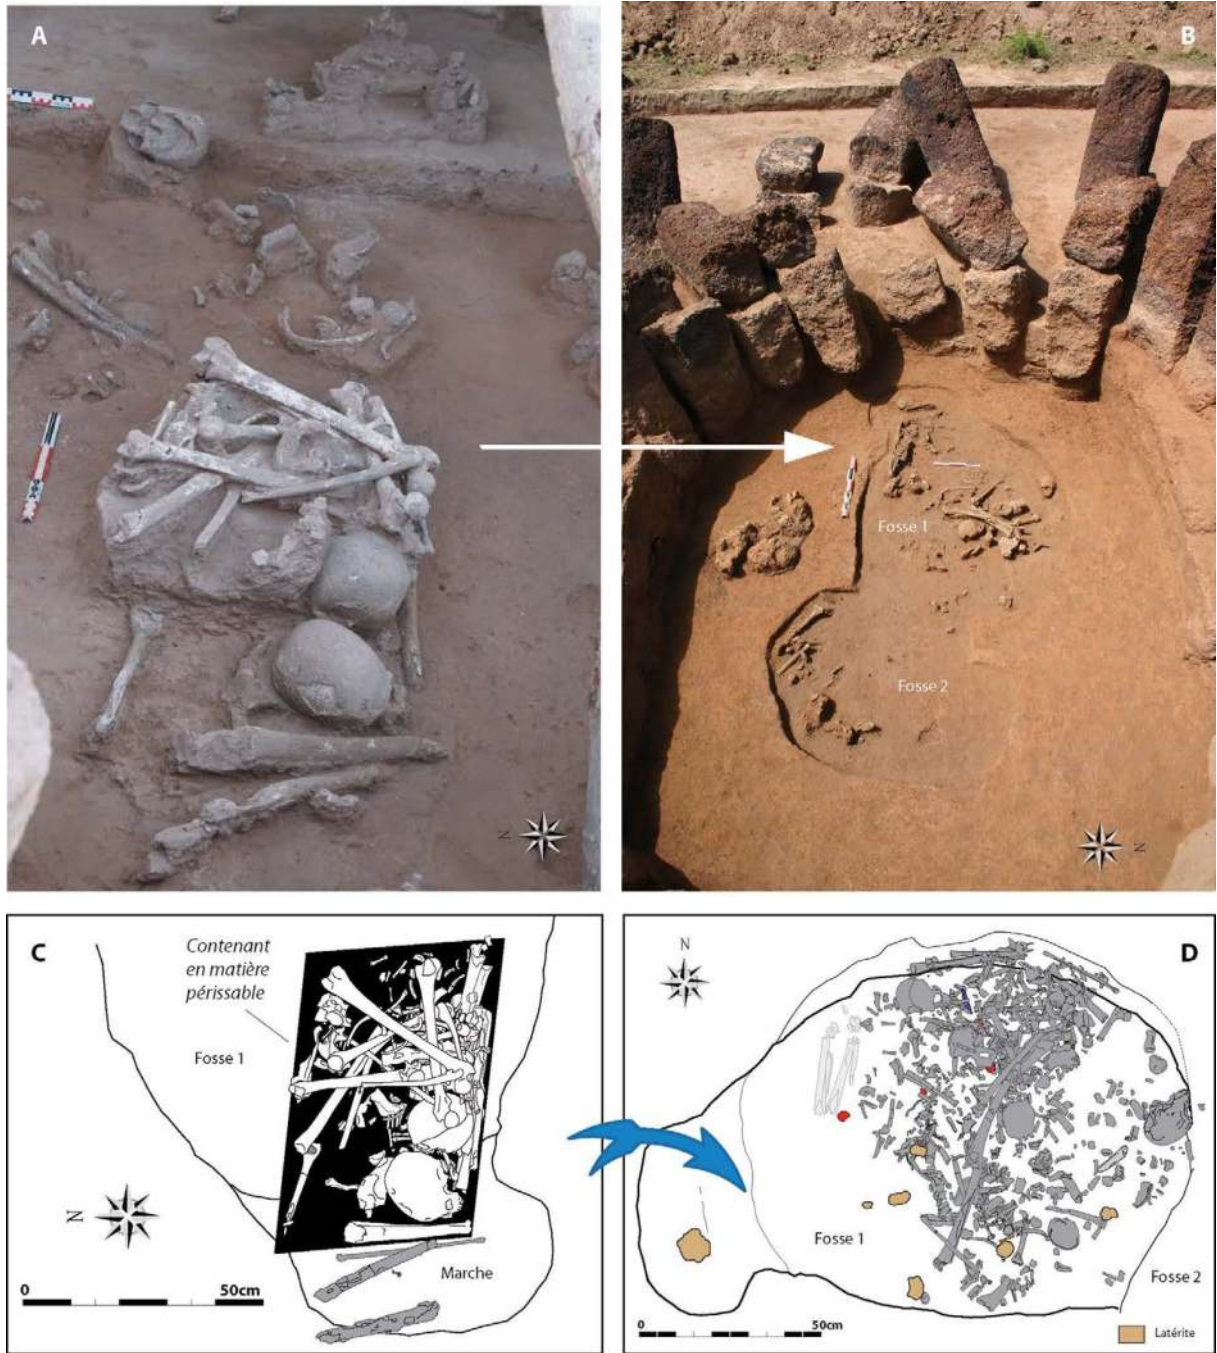 A
B
Fosse 1
Fosse 2
N
N
C
Contenant
en matière
périssable
Fosse 1
N
Marche
0
50cm
N
D
Fosse 1
Fosse 2
0
50cm
Latérite